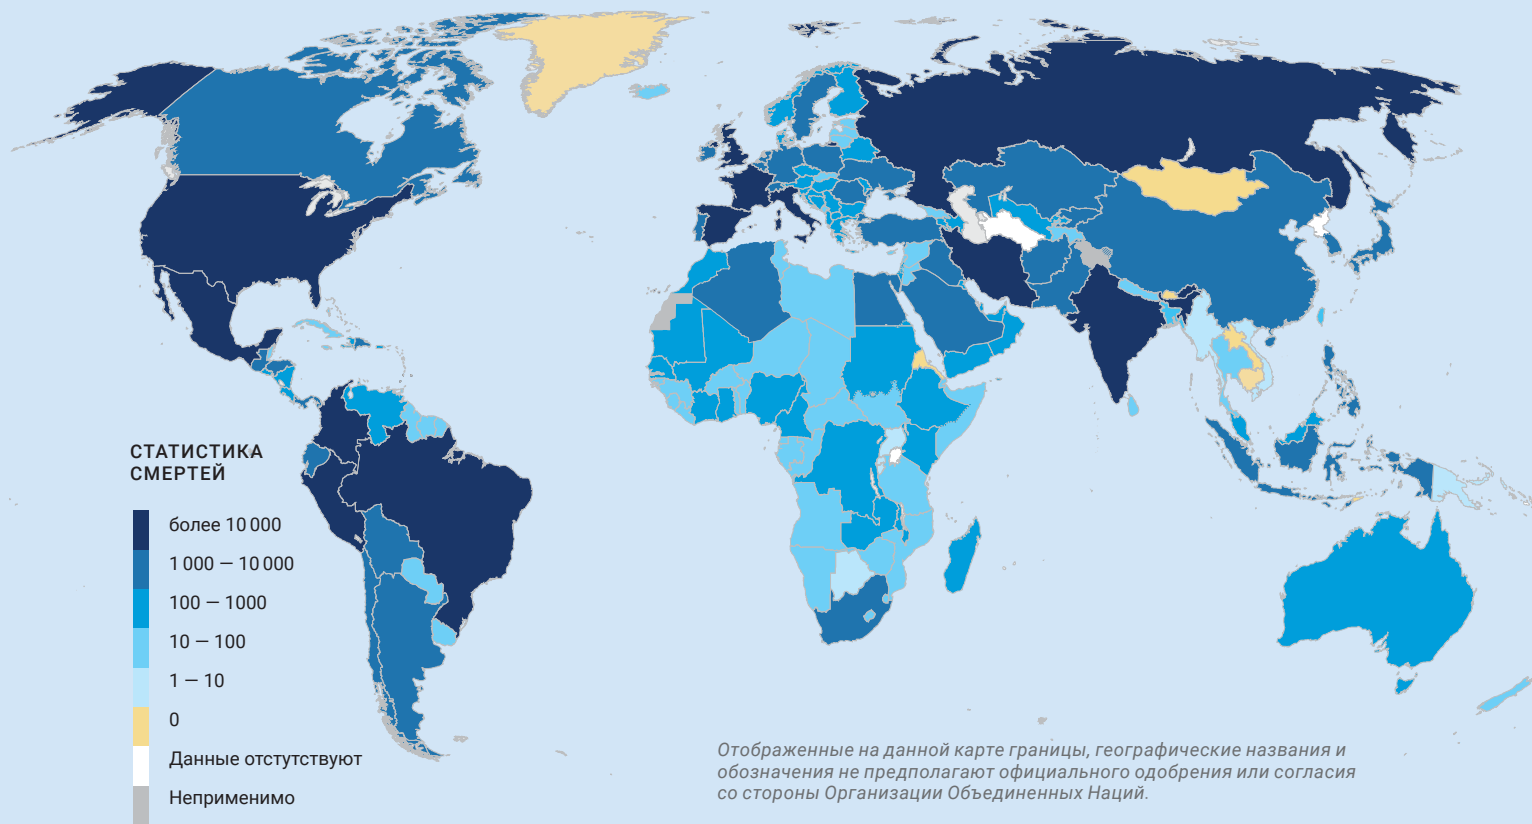 СТАТИСТИКА
СМЕРТЕЙ
более 10 000
1 000 — 10 000
100 — 1000
10 — 100
1 — 10
0
Данные отстутствуют
Неприменимо
Отображенные на данной карте границы, географические названия и
обозначения не предполагают официального одобрения или согласия
со стороны Организации Объединенных Наций.